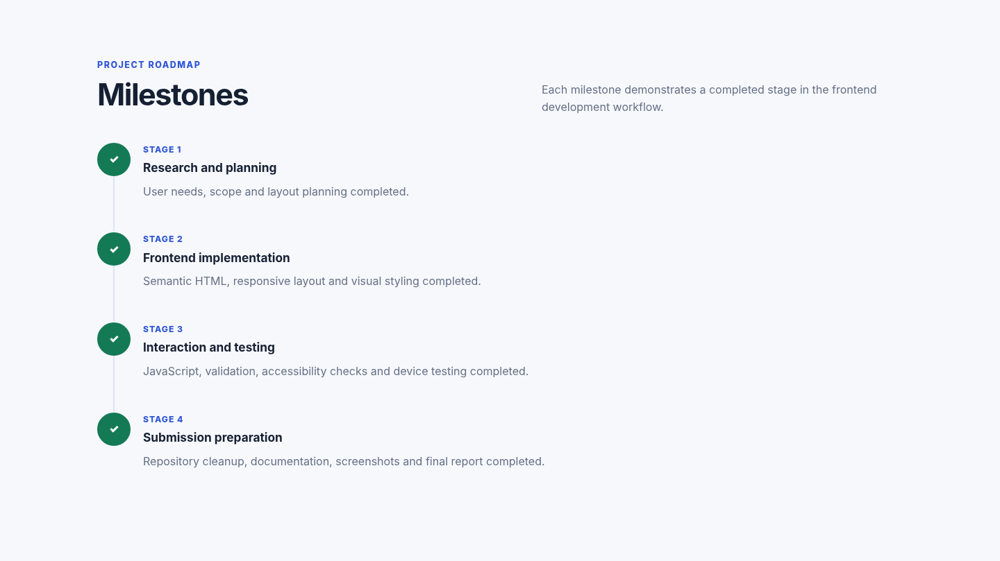 PROJECT ROADMAP
Milestones
Each milestone demonstrates a completed stage in the frontend
development workflow.
STAGE 1
Research and planning
User needs, scope and layout planning completed.
STAGE 2
Frontend implementation
Semantic HTML, responsive layout and visual styling completed.
STAGE 3
Interaction and testing
JavaScript, validation, accessibility checks and device testing completed.
STAGE 4
Submission preparation
Repository cleanup, documentation, screenshots and final report completed.